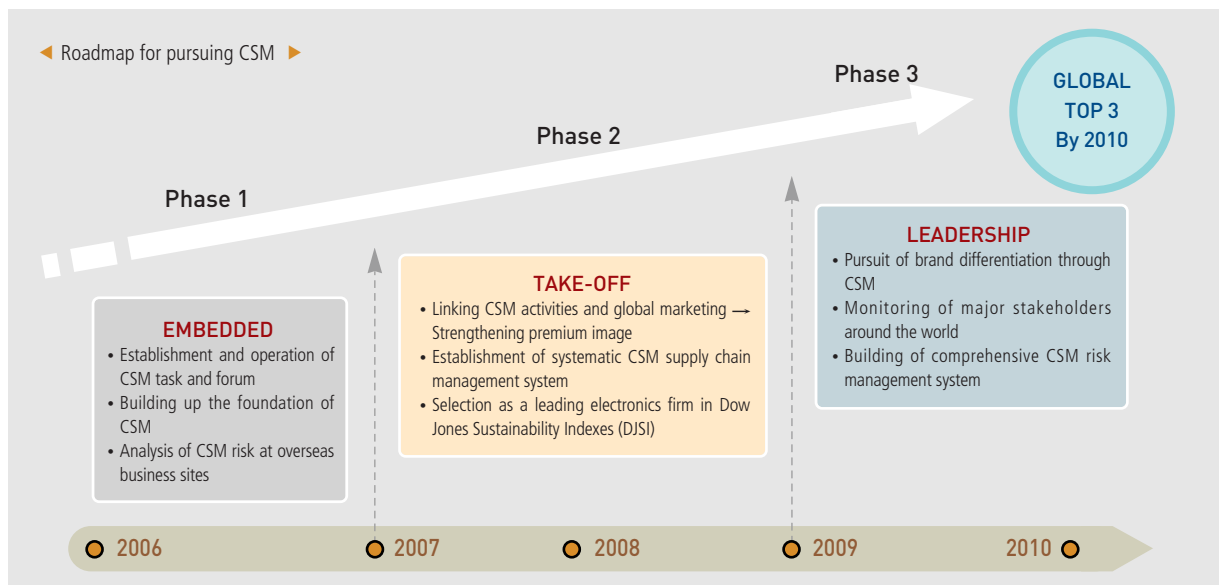 ◀ Roadmap for pursuing CSM ▶
Phase 1
Phase 2
Phase 3
GLOBAL
TOP 3
By 2010
EMBEDDED
• Establishment and operation of
CSM task and forum
• Building up the foundation of
CSM
• Analysis of CSM risk at overseas
business sites
TAKE-OFF
• Linking CSM activities and global marketing →
Strengthening premium image
• Establishment of systematic CSM supply chain
management system
• Selection as a leading electronics firm in Dow
Jones Sustainability Indexes (DJSI)
LEADERSHIP
• Pursuit of brand differentiation through
CSM
• Monitoring of major stakeholders
around the world
• Building of comprehensive CSM risk
management system
2006
2007
2008
2009
2010